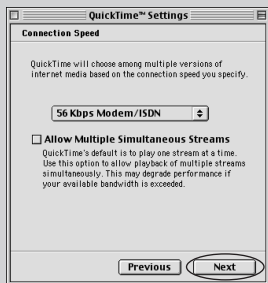 QuickTime™ Settings
Connection Speed
QuickTime will choose among multiple versions of
internet media based on the connection speed you specify.
56 Kbps Modem/ISDN
Allow Multiple Simultaneous Streams
QuickTime's default is to play one stream at a time.
Use this option to allow playback of multiple streams
simultaneously. This may degrade performance if
your available bandwidth is exceeded.
Previous
Next